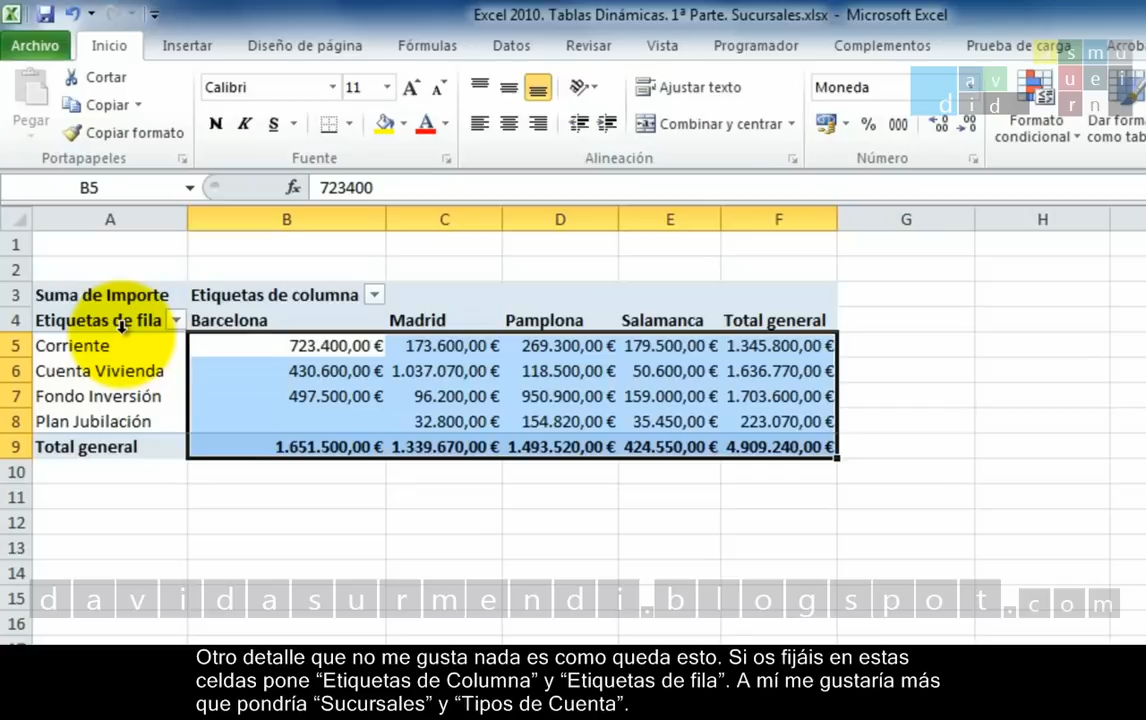 Excel 2010. Tablas Dinámicas. 1ª Parte. Sucursales.xlsx - Microsoft Excel
Archivo Inicio Insertar Diseño de página Fórmulas Datos Revisar Vista Programador Complementos Prueba de carga Acrob
Cortar
Copiar
Copiar formato
Pegar
Portapapeles
Calibri 11
N K S
Fuente
Ajustar texto
Combinar y centrar
Alineación
Moneda
% 000
Número
Formato condicional
Dar form como tab
a s m u
d a v i d u r e n
B5 fx 723400
A B C D E F G H
1
2
3 Suma de Importe Etiquetas de columna
4 Etiquetas de fila Barcelona Madrid Pamplona Salamanca Total general
5 Corriente 723.400,00 € 173.600,00 € 269.300,00 € 179.500,00 € 1.345.800,00 €
6 Cuenta Vivienda 430.600,00 € 1.037.070,00 € 118.500,00 € 50.600,00 € 1.636.770,00 €
7 Fondo Inversión 497.500,00 € 96.200,00 € 950.900,00 € 159.000,00 € 1.703.600,00 €
8 Plan Jubilación 32.800,00 € 154.820,00 € 35.450,00 € 223.070,00 €
9 Total general 1.651.500,00 € 1.339.670,00 € 1.493.520,00 € 424.550,00 € 4.909.240,00 €
10
11
12
13
14
15
16
davidasurmendi.blogspot.com
Otro detalle que no me gusta nada es como queda esto. Si os fijáis en estas
celdas pone “Etiquetas de Columna” y “Etiquetas de fila”. A mí me gustaría más
que pondría “Sucursales” y “Tipos de Cuenta”.